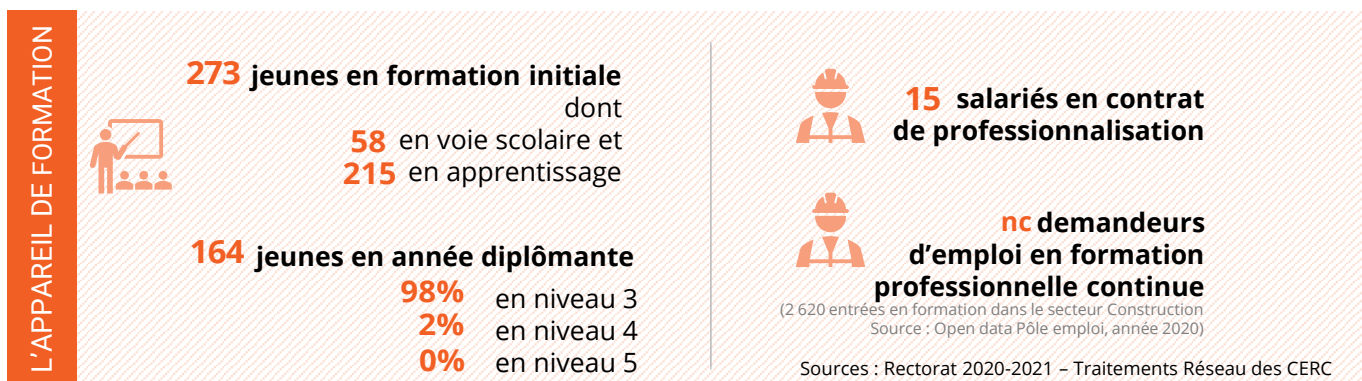 L'APPAREIL DE FORMATION
273 jeunes en formation initiale
dont
58 en voie scolaire et
215 en apprentissage
164 jeunes en année diplômante
98% en niveau 3
2% en niveau 4
0% en niveau 5
15 salariés en contrat
de professionnalisation
nc demandeurs
d’emploi en formation
professionnelle continue
(2 620 entrées en formation dans le secteur Construction
Source : Open data Pôle emploi, année 2020)
Sources : Rectorat 2020-2021 – Traitements Réseau des CERC